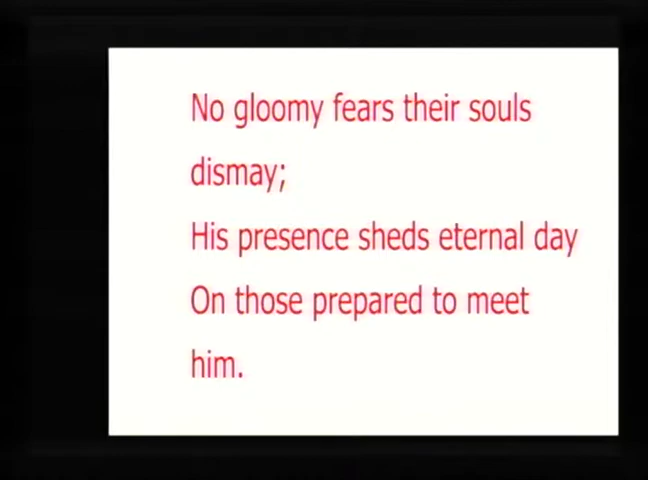 No gloomy fears their souls
dismay;
His presence sheds eternal day
On those prepared to meet
him.